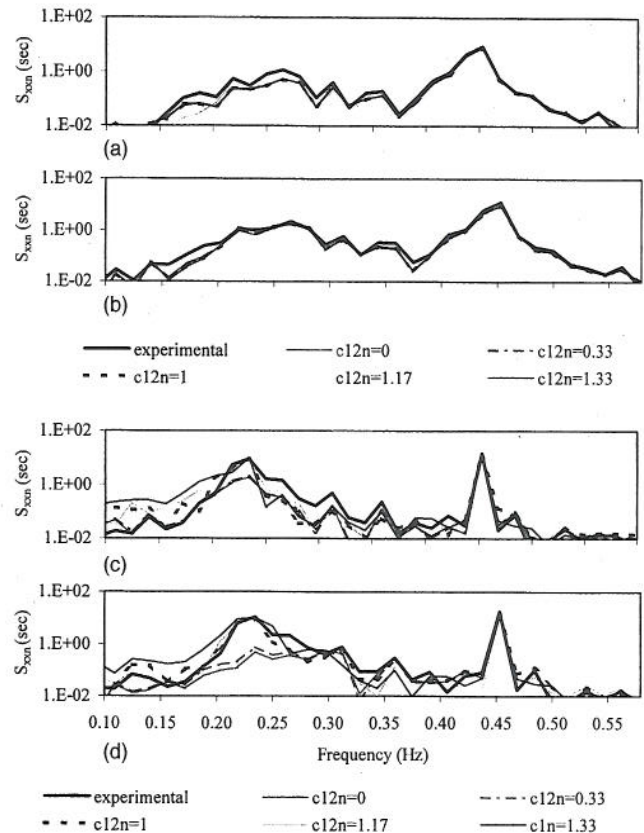 1.E+02
1.E+00
1.E-02
S_xxn (sec)
(a)
1.E+02
1.E+00
1.E-02
S_xxn (sec)
(b)
experimental c12n=0 c12n=0.33
c12n=1 c12n=1.17 c12n=1.33
1.E+02
1.E+00
1.E-02
S_xxn (sec)
(c)
1.E+02
1.E+00
1.E-02
S_xxn (sec)
0.10 0.15 0.20 0.25 0.30 0.35 0.40 0.45 0.50 0.55
(d) Frequency (Hz)
experimental c12n=0 c12n=0.33
c12n=1 c12n=1.17 c1n=1.33